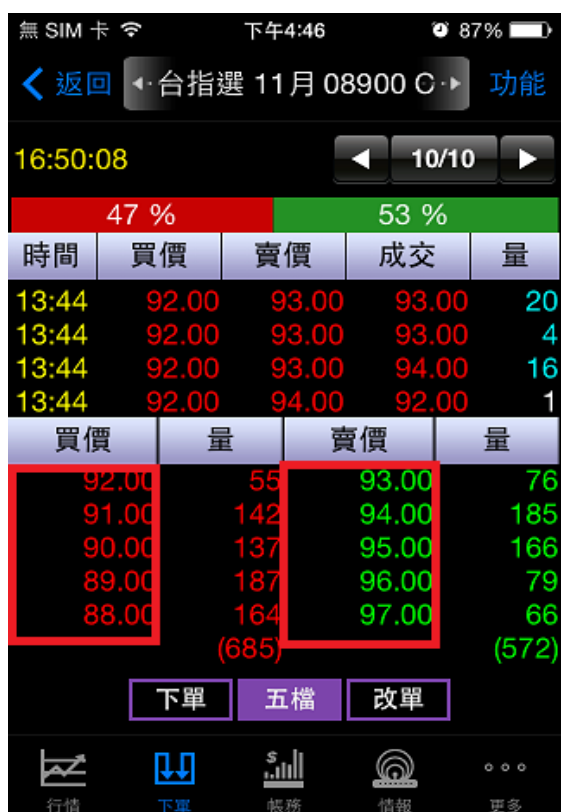 無 SIM 卡 下午4:46 87%
返回 台指選 11月 08900 C 功能
16:50:08 10/10
47 % 53 %
時間 買價 賣價 成交 量
13:44 92.00 93.00 93.00 20
13:44 92.00 93.00 93.00 4
13:44 92.00 93.00 94.00 16
13:44 92.00 94.00 92.00 1
買價 量 賣價 量
92.00 55 93.00 76
91.00 142 94.00 185
90.00 137 95.00 166
89.00 187 96.00 79
88.00 164 97.00 66
(685) (572)
下單 五檔 改單
行情 下單 帳務 情報 更多